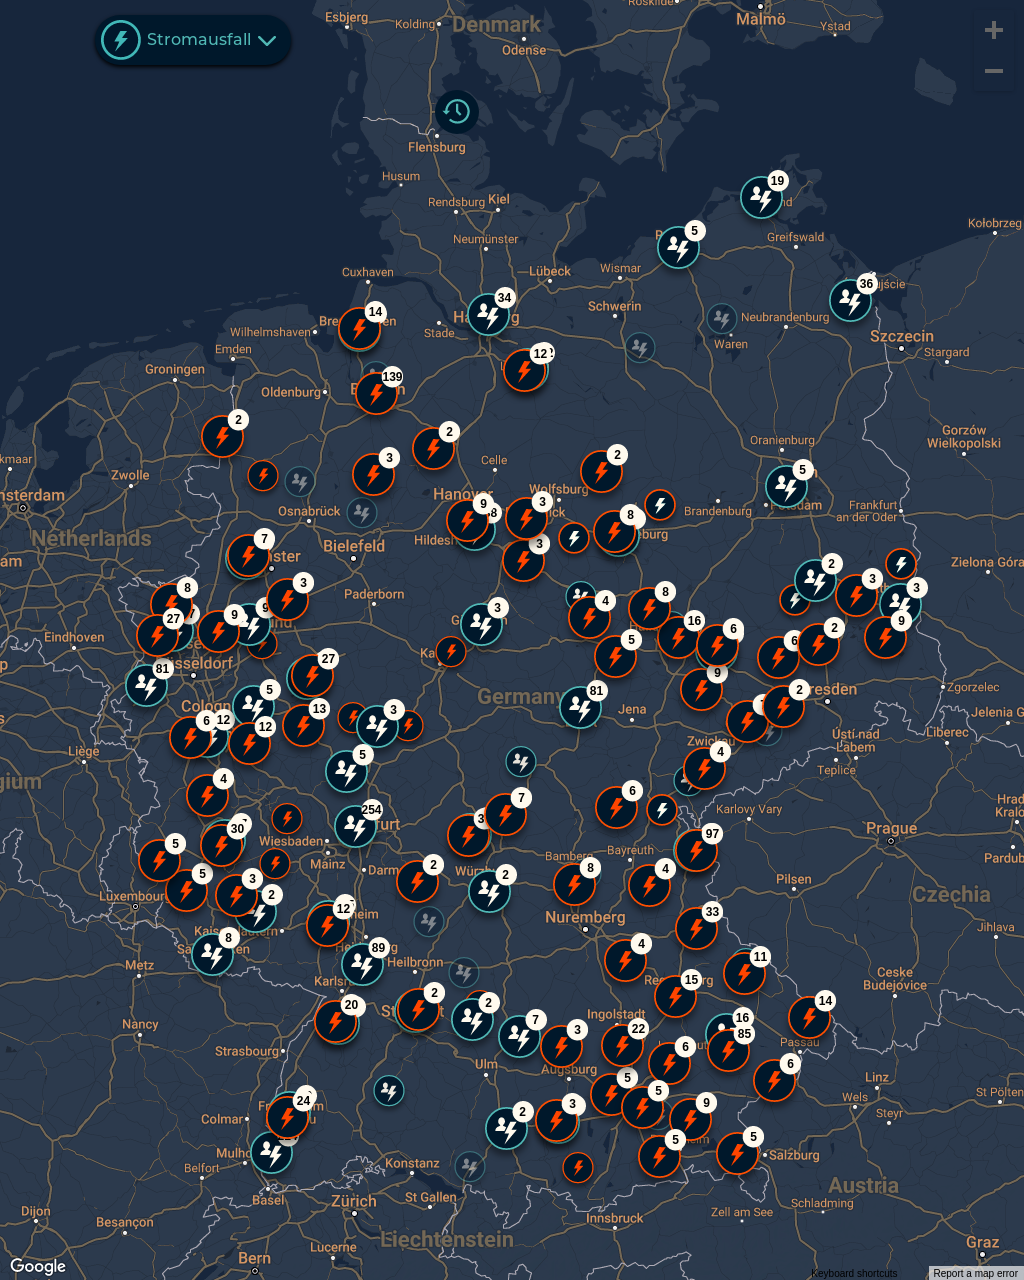 Esbjerg
Kolding
Denmark
Odense
Malmö
Ystad
Stromausfall
+
−
Flensburg
Husum
Rendsburg
Kiel
Neumünster
19
5
Greifswald
Kołobrzeg
Cuxhaven
Lübeck
Wismar
34
36
Schwerin
14
Neubrandenburg
Wilhelmshaven
Stade
Waren
Szczecin
Stargard
Emden
Groningen
12
Oldenburg
139
2
2
Gorzów
Wielkopolski
Oranienburg
3
Celle
2
5
Zwolle
Wolfsburg
Hanover
9
3
8
Brandenburg
Frankfurt
an der Oder
Osnabrück
8
Netherlands
Bielefeld
3
7
Zielona Góra
2
3
3
8
Paderborn
3
4
8
27
9
9
16
6
2
9
Eindhoven
6
5
27
81
9
Germany
81
2
Zgorzelec
5
Jena
Jelenia G
13
3
6
12
12
Ústí nad
Labem
Liberec
Zwickau
4
Liège
5
Teplice
4
6
Karlovy Vary
7
254
3
30
Wiesbaden
97
Prague
Mainz
5
Bayreuth
Bamberg
8
4
2
5
3
2
2
Pilsen
Czechia
Luxembourg
12
33
Nuremberg
8
89
4
11
Jihlava
Heilbronn
Metz
15
Ceske
Budejovice
20
2
2
7
3
Ingolstadt
22
16
85
14
Nancy
Strasbourg
6
Passau
Ulm
Augsburg
5
5
6
Linz
St Pölten
Wels
Steyr
24
2
3
9
Colmar
5
5
Salzburg
Konstanz
Belfort
Basel
Zürich
St Gallen
Austria
Schladming
Zell am See
Dijon
Besançon
Innsbruck
Liechtenstein
Lucerne
Bern
Graz
Google
Keyboard shortcuts
Report a map error